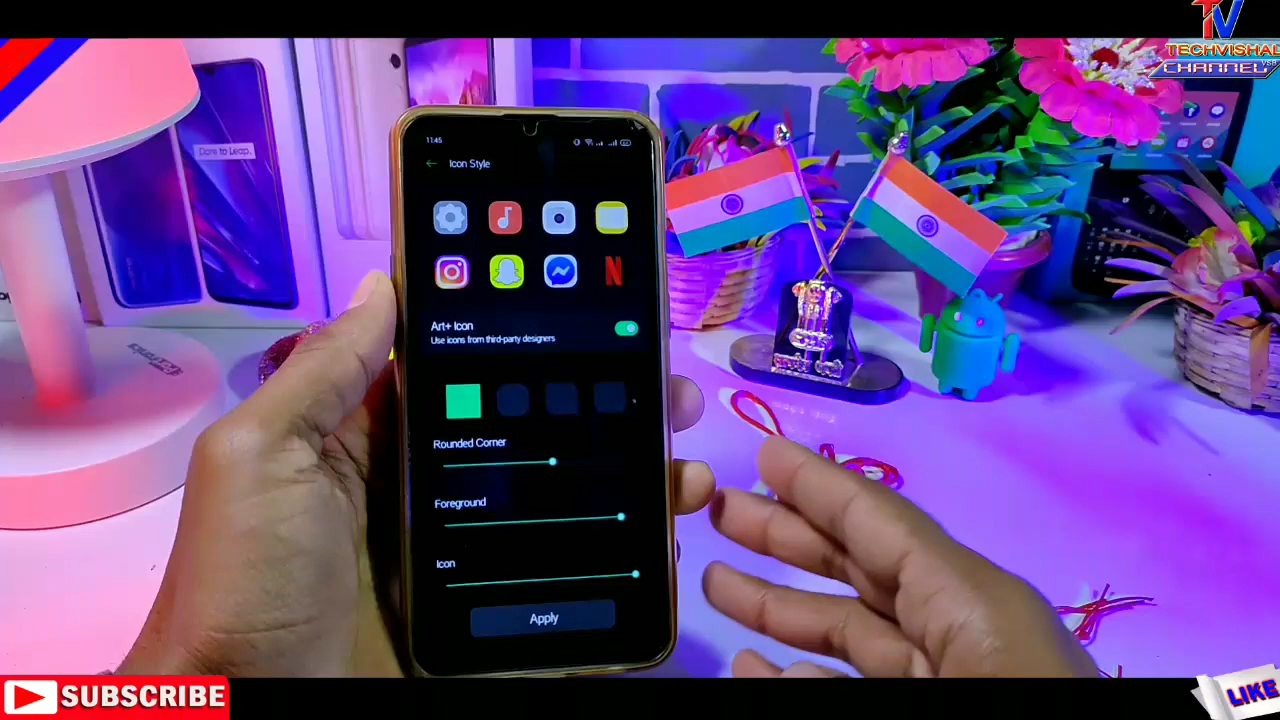 TV
TECHVISHAL
CHANNEL VSB
Dare to Leap.
11:45
Icon Style
Art+ Icon
Use icons from third-party designers
Rounded Corner
Foreground
Icon
Apply
SUBSCRIBE
LIKE